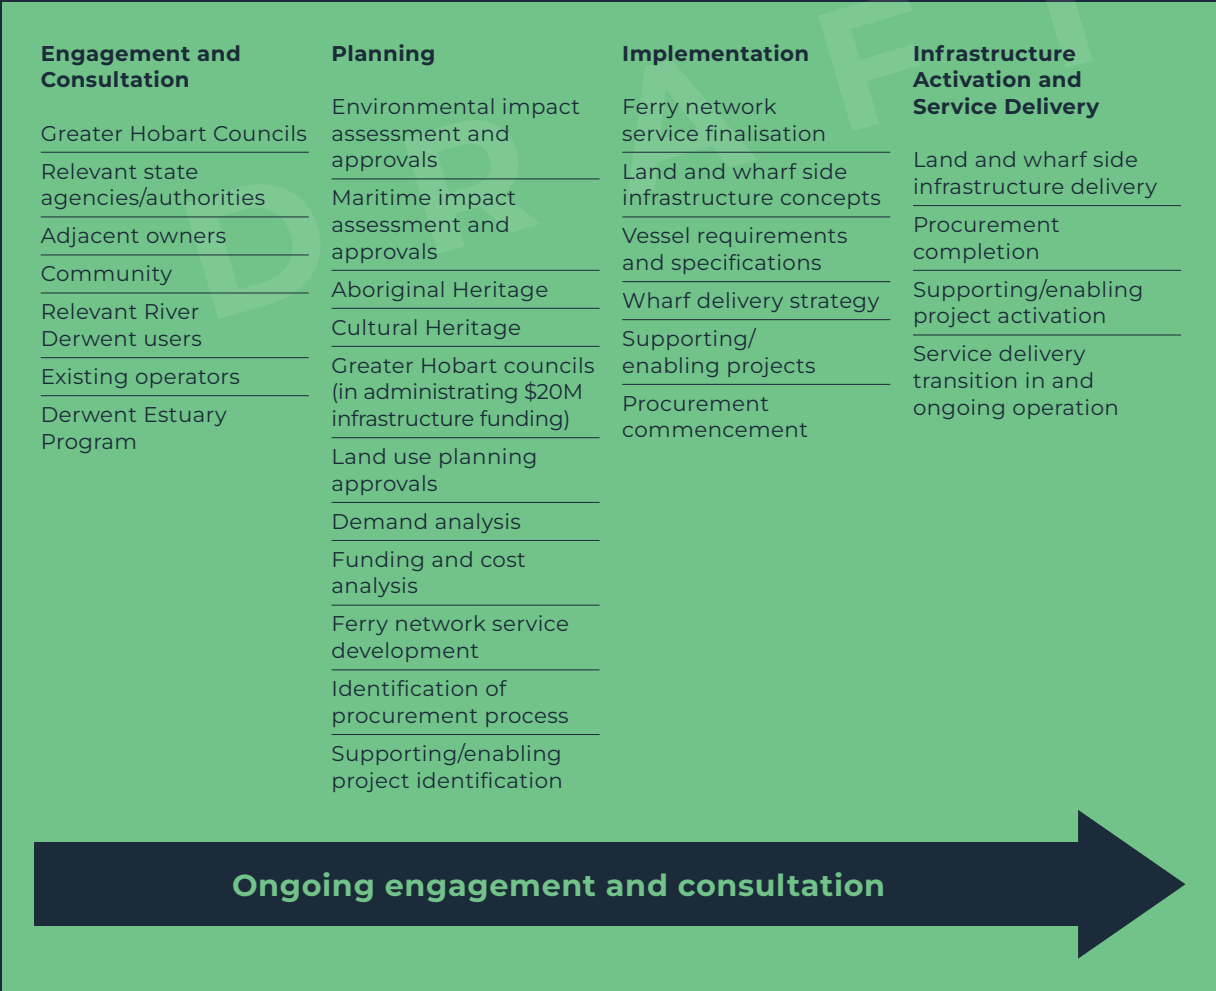 DRAFT
Engagement and
Consultation
Greater Hobart Councils
Relevant state
agencies/authorities
Adjacent owners
Community
Relevant River
Derwent users
Existing operators
Derwent Estuary
Program
Planning
Environmental impact
assessment and
approvals
Maritime impact
assessment and
approvals
Aboriginal Heritage
Cultural Heritage
Greater Hobart councils
(in administrating $20M
infrastructure funding)
Land use planning
approvals
Demand analysis
Funding and cost
analysis
Ferry network service
development
Identification of
procurement process
Supporting/enabling
project identification
Implementation
Ferry network
service finalisation
Land and wharf side
infrastructure concepts
Vessel requirements
and specifications
Wharf delivery strategy
Supporting/
enabling projects
Procurement
commencement
Infrastructure
Activation and
Service Delivery
Land and wharf side
infrastructure delivery
Procurement
completion
Supporting/enabling
project activation
Service delivery
transition in and
ongoing operation
Ongoing engagement and consultation